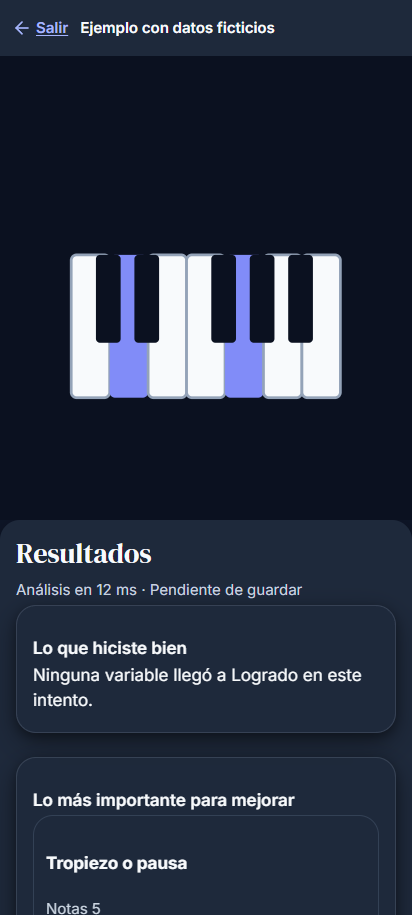 Salir Ejemplo con datos ficticios
Resultados
Análisis en 12 ms · Pendiente de guardar
Lo que hiciste bien
Ninguna variable llegó a Logrado en este
intento.
Lo más importante para mejorar
Tropiezo o pausa
Notas 5